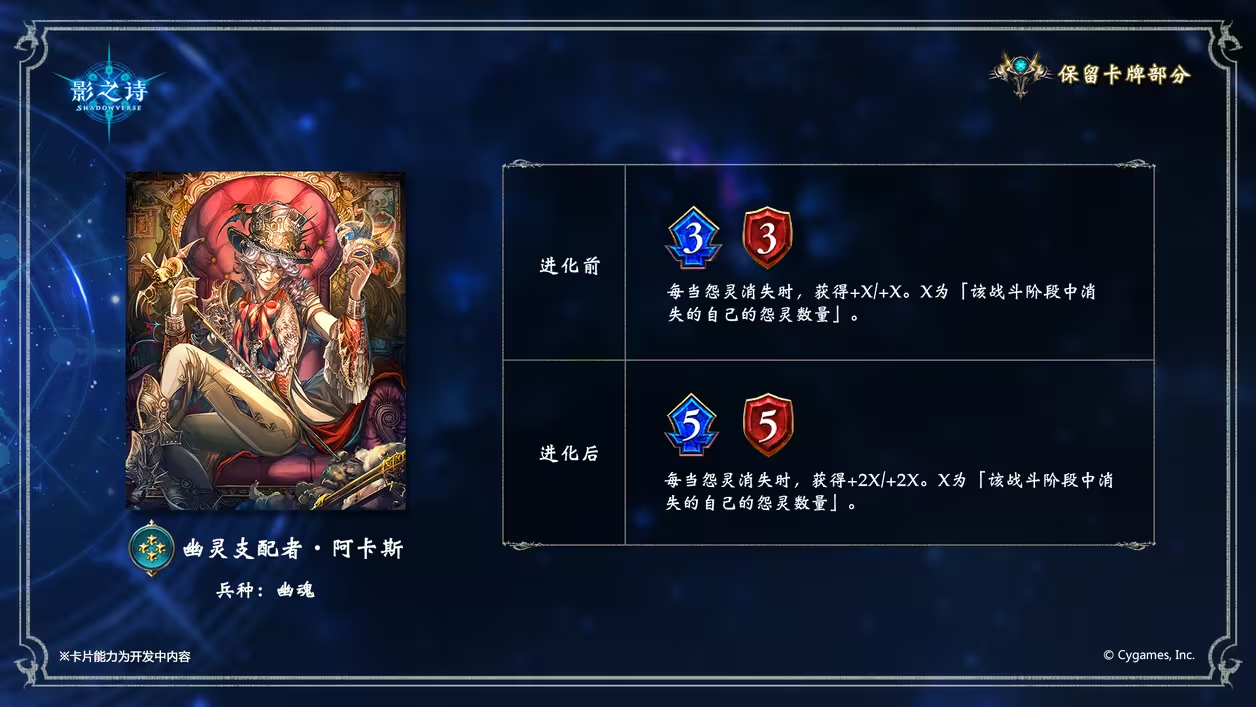 影之诗
SHADOWVERSE
保留卡牌部分
进化前
3
3
每当怨灵消失时，获得+X/+X。X为「该战斗阶段中消
失的自己的怨灵数量」。
进化后
5
5
每当怨灵消失时，获得+2X/+2X。X为「该战斗阶段中消
失的自己的怨灵数量」。
幽灵支配者·阿卡斯
兵种：幽魂
※卡片能力为开发中内容
© Cygames, Inc.